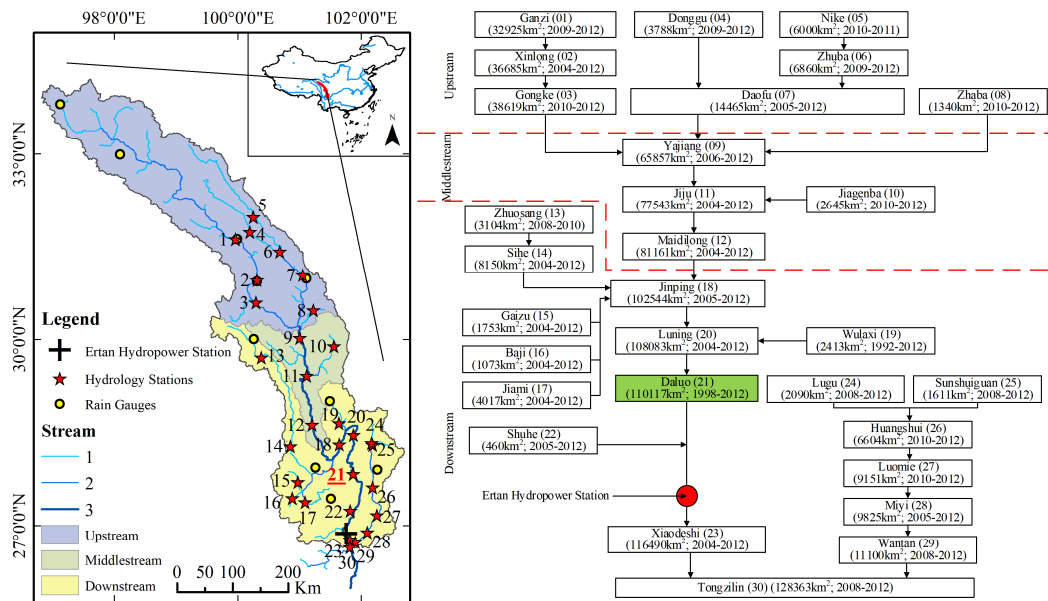 98°0'0"E
100°0'0"E
102°0'0"E
33°0'0"N
30°0'0"N
27°0'0"N
N
1
2
3
4
5
6
7
8
9
10
11
12
13
14
15
16
17
18
19
20
21
22
23
24
25
26
27
28
29
30
Legend
Ertan Hydropower Station
Hydrology Stations
Rain Gauges
Stream
1
2
3
Upstream
Middlestream
Downstream
0 50 100 200
Km
Upstream
Middlestream
Downstream
Ganzi (01)
(32925km²; 2009-2012)
Donggu (04)
(3788km²; 2009-2012)
Nike (05)
(6000km²; 2010-2011)
Xinlong (02)
(36685km²; 2004-2012)
Zhuba (06)
(6860km²; 2009-2012)
Gongke (03)
(38619km²; 2010-2012)
Daofu (07)
(14465km²; 2005-2012)
Zhaba (08)
(1340km²; 2010-2012)
Yajiang (09)
(65857km²; 2006-2012)
Jiju (11)
(77543km²; 2004-2012)
Jiagenba (10)
(2645km²; 2010-2012)
Zhuosang (13)
(3104km²; 2008-2010)
Maidilong (12)
(81161km²; 2004-2012)
Sihe (14)
(8150km²; 2004-2012)
Jinping (18)
(102544km²; 2005-2012)
Gaizu (15)
(1753km²; 2004-2012)
Luning (20)
(108083km²; 2004-2012)
Wulaxi (19)
(2413km²; 1992-2012)
Baji (16)
(1073km²; 2004-2012)
Jiami (17)
(4017km²; 2004-2012)
Daluo (21)
(110117km²; 1998-2012)
Lugu (24)
(2090km²; 2008-2012)
Sunshuiguan (25)
(1611km²; 2008-2012)
Shuhe (22)
(460km²; 2005-2012)
Huangshui (26)
(6604km²; 2010-2012)
Luomie (27)
(9151km²; 2010-2012)
Ertan Hydropower Station
Miyi (28)
(9825km²; 2005-2012)
Xiaodeshi (23)
(116490km²; 2004-2012)
Wantan (29)
(11100km²; 2008-2012)
Tongzilin (30) (128363km²; 2008-2012)